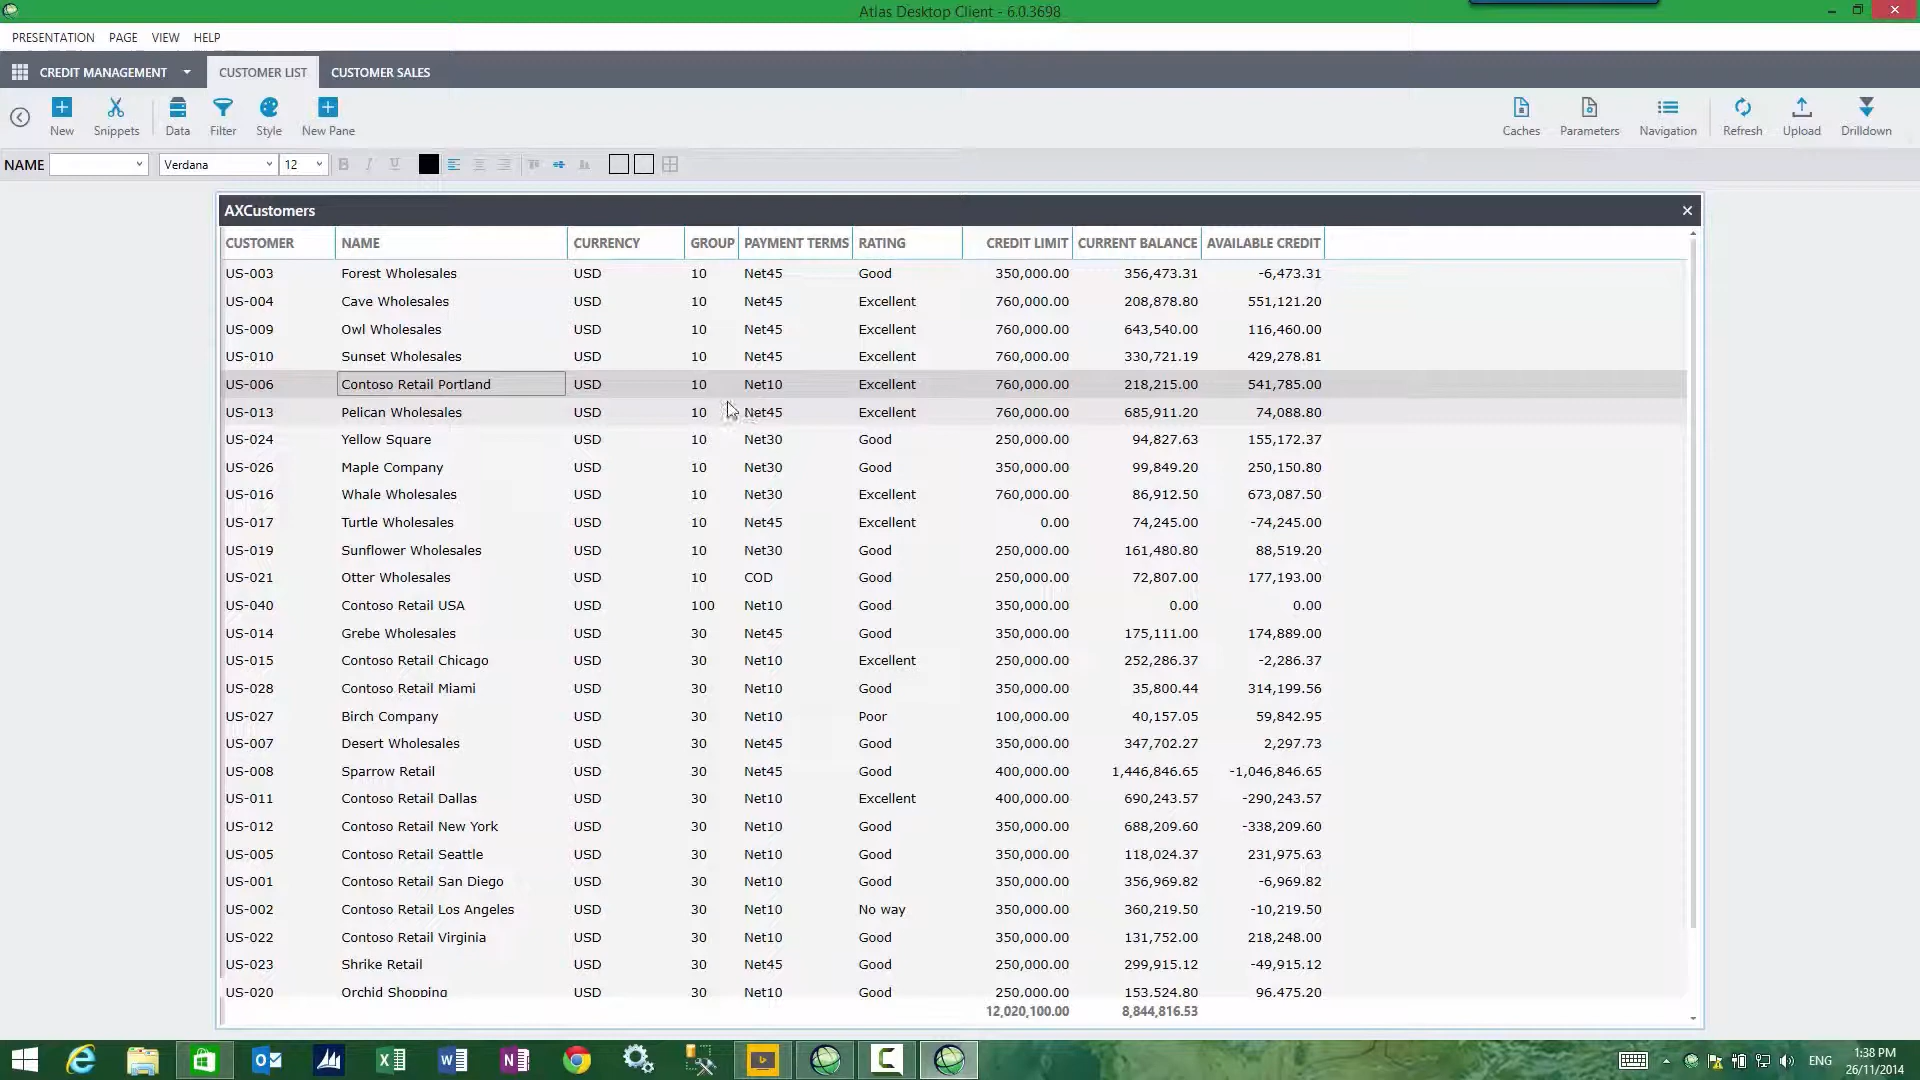 Atlas Desktop Client - 6.0.3698
PRESENTATION PAGE VIEW HELP
CREDIT MANAGEMENT CUSTOMER LIST CUSTOMER SALES
New Snippets Data Filter Style New Pane Caches Parameters Navigation Refresh Upload Drilldown
NAME Verdana 12 B I U
AXCustomers
CUSTOMER NAME CURRENCY GROUP PAYMENT TERMS RATING CREDIT LIMIT CURRENT BALANCE AVAILABLE CREDIT
US-003 Forest Wholesales USD 10 Net45 Good 350,000.00 356,473.31 -6,473.31
US-004 Cave Wholesales USD 10 Net45 Excellent 760,000.00 208,878.80 551,121.20
US-009 Owl Wholesales USD 10 Net45 Excellent 760,000.00 643,540.00 116,460.00
US-010 Sunset Wholesales USD 10 Net45 Excellent 760,000.00 330,721.19 429,278.81
US-006 Contoso Retail Portland USD 10 Net10 Excellent 760,000.00 218,215.00 541,785.00
US-013 Pelican Wholesales USD 10 Net45 Excellent 760,000.00 685,911.20 74,088.80
US-024 Yellow Square USD 10 Net30 Good 250,000.00 94,827.63 155,172.37
US-026 Maple Company USD 10 Net30 Good 350,000.00 99,849.20 250,150.80
US-016 Whale Wholesales USD 10 Net30 Excellent 760,000.00 86,912.50 673,087.50
US-017 Turtle Wholesales USD 10 Net45 Excellent 0.00 74,245.00 -74,245.00
US-019 Sunflower Wholesales USD 10 Net30 Good 250,000.00 161,480.80 88,519.20
US-021 Otter Wholesales USD 10 COD Good 250,000.00 72,807.00 177,193.00
US-040 Contoso Retail USA USD 100 Net10 Good 350,000.00 0.00 0.00
US-014 Grebe Wholesales USD 30 Net45 Good 350,000.00 175,111.00 174,889.00
US-015 Contoso Retail Chicago USD 30 Net10 Excellent 250,000.00 252,286.37 -2,286.37
US-028 Contoso Retail Miami USD 30 Net10 Good 350,000.00 35,800.44 314,199.56
US-027 Birch Company USD 30 Net10 Poor 100,000.00 40,157.05 59,842.95
US-007 Desert Wholesales USD 30 Net45 Good 350,000.00 347,702.27 2,297.73
US-008 Sparrow Retail USD 30 Net45 Good 400,000.00 1,446,846.65 -1,046,846.65
US-011 Contoso Retail Dallas USD 30 Net10 Excellent 400,000.00 690,243.57 -290,243.57
US-012 Contoso Retail New York USD 30 Net10 Good 350,000.00 688,209.60 -338,209.60
US-005 Contoso Retail Seattle USD 30 Net10 Good 350,000.00 118,024.37 231,975.63
US-001 Contoso Retail San Diego USD 30 Net10 Good 350,000.00 356,969.82 -6,969.82
US-002 Contoso Retail Los Angeles USD 30 Net10 No way 350,000.00 360,219.50 -10,219.50
US-022 Contoso Retail Virginia USD 30 Net10 Good 350,000.00 131,752.00 218,248.00
US-023 Shrike Retail USD 30 Net45 Good 250,000.00 299,915.12 -49,915.12
US-020 Orchid Shopping USD 30 Net10 Good 250,000.00 153,524.80 96,475.20
12,020,100.00 8,844,816.53
ENG 1:38 PM
26/11/2014